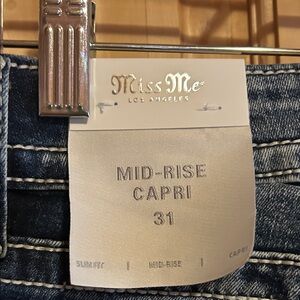 Miss Me
LOS ANGELES
MID-RISE
CAPRI
31
SLIM FIT | MID-RISE | CAPRI